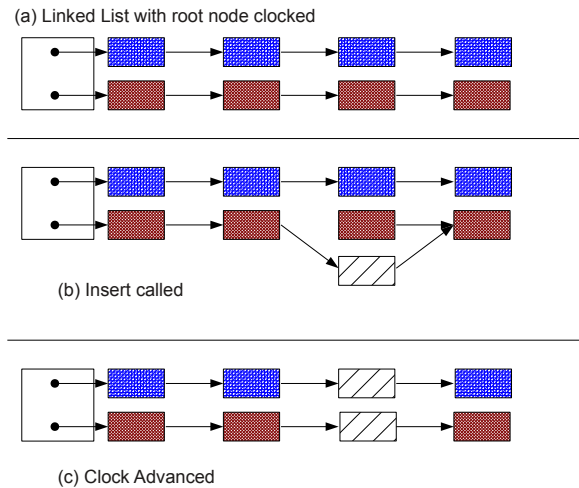 (a) Linked List with root node clocked
(b) Insert called
(c) Clock Advanced